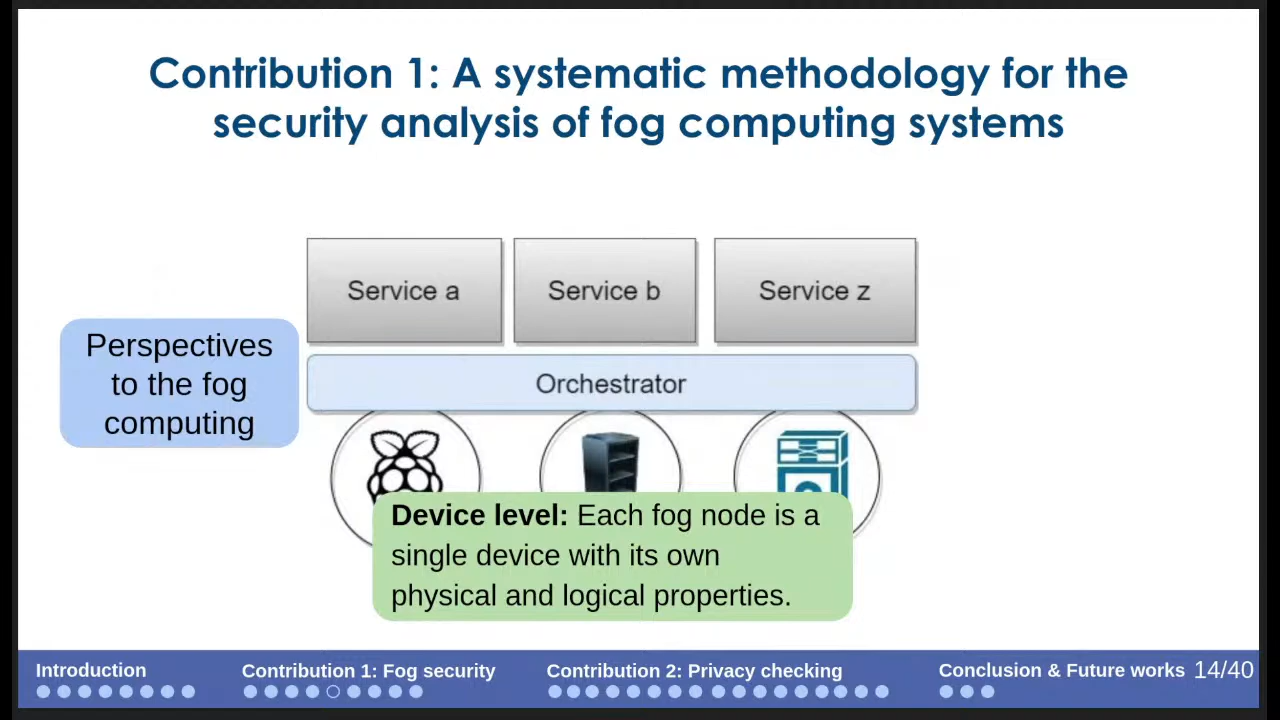 Contribution 1: A systematic methodology for the
security analysis of fog computing systems
Service a
Service b
Service z
Perspectives
to the fog
computing
Orchestrator
Device level: Each fog node is a
single device with its own
physical and logical properties.
Introduction
Contribution 1: Fog security
Contribution 2: Privacy checking
Conclusion & Future works
14/40